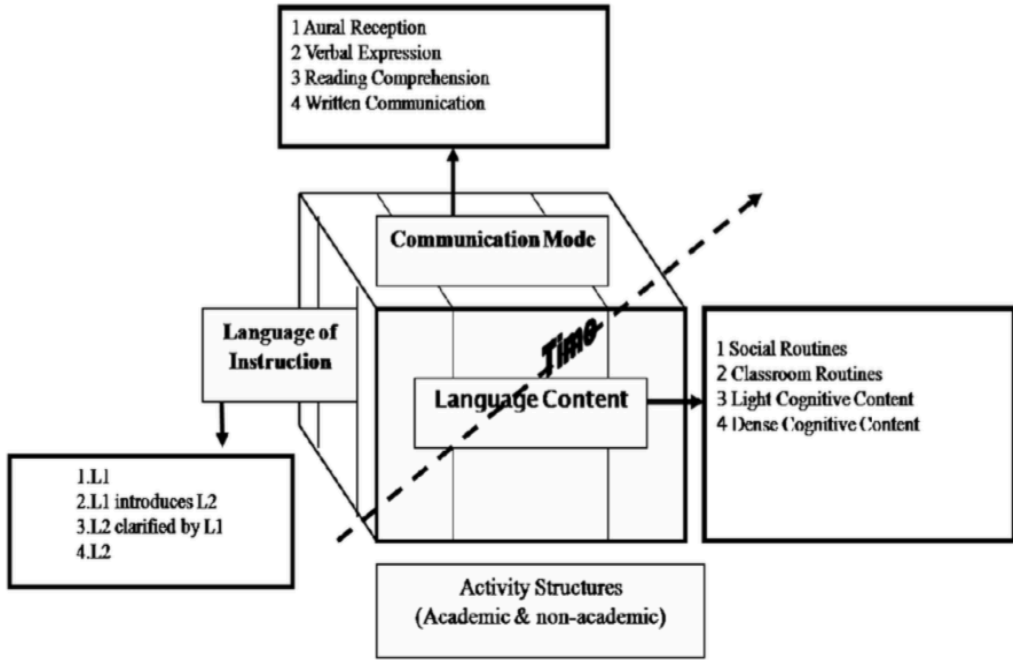 1 Aural Reception
2 Verbal Expression
3 Reading Comprehension
4 Written Communication
Communication Mode
Language of
Instruction
Time
Language Content
1 Social Routines
2 Classroom Routines
3 Light Cognitive Content
4 Dense Cognitive Content
1.L1
2.L1 introduces L2
3.L2 clarified by L1
4.L2
Activity Structures
(Academic & non-academic)